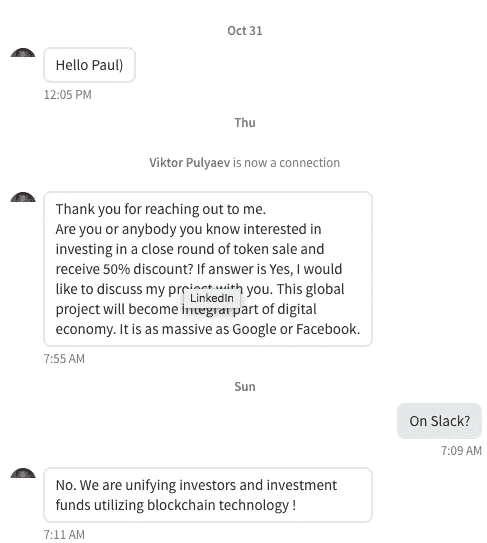 Oct 31
Hello Paul)
12:05 PM
Thu
Viktor Pulyaev is now a connection
Thank you for reaching out to me.
Are you or anybody you know interested in
investing in a close round of token sale and
receive 50% discount? If answer is Yes, I would
like to discuss my project with you. This global
LinkedIn
project will become integral part of digital
economy. It is as massive as Google or Facebook.
7:55 AM
Sun
On Slack?
7:09 AM
No. We are unifying investors and investment
funds utilizing blockchain technology !
7:11 AM